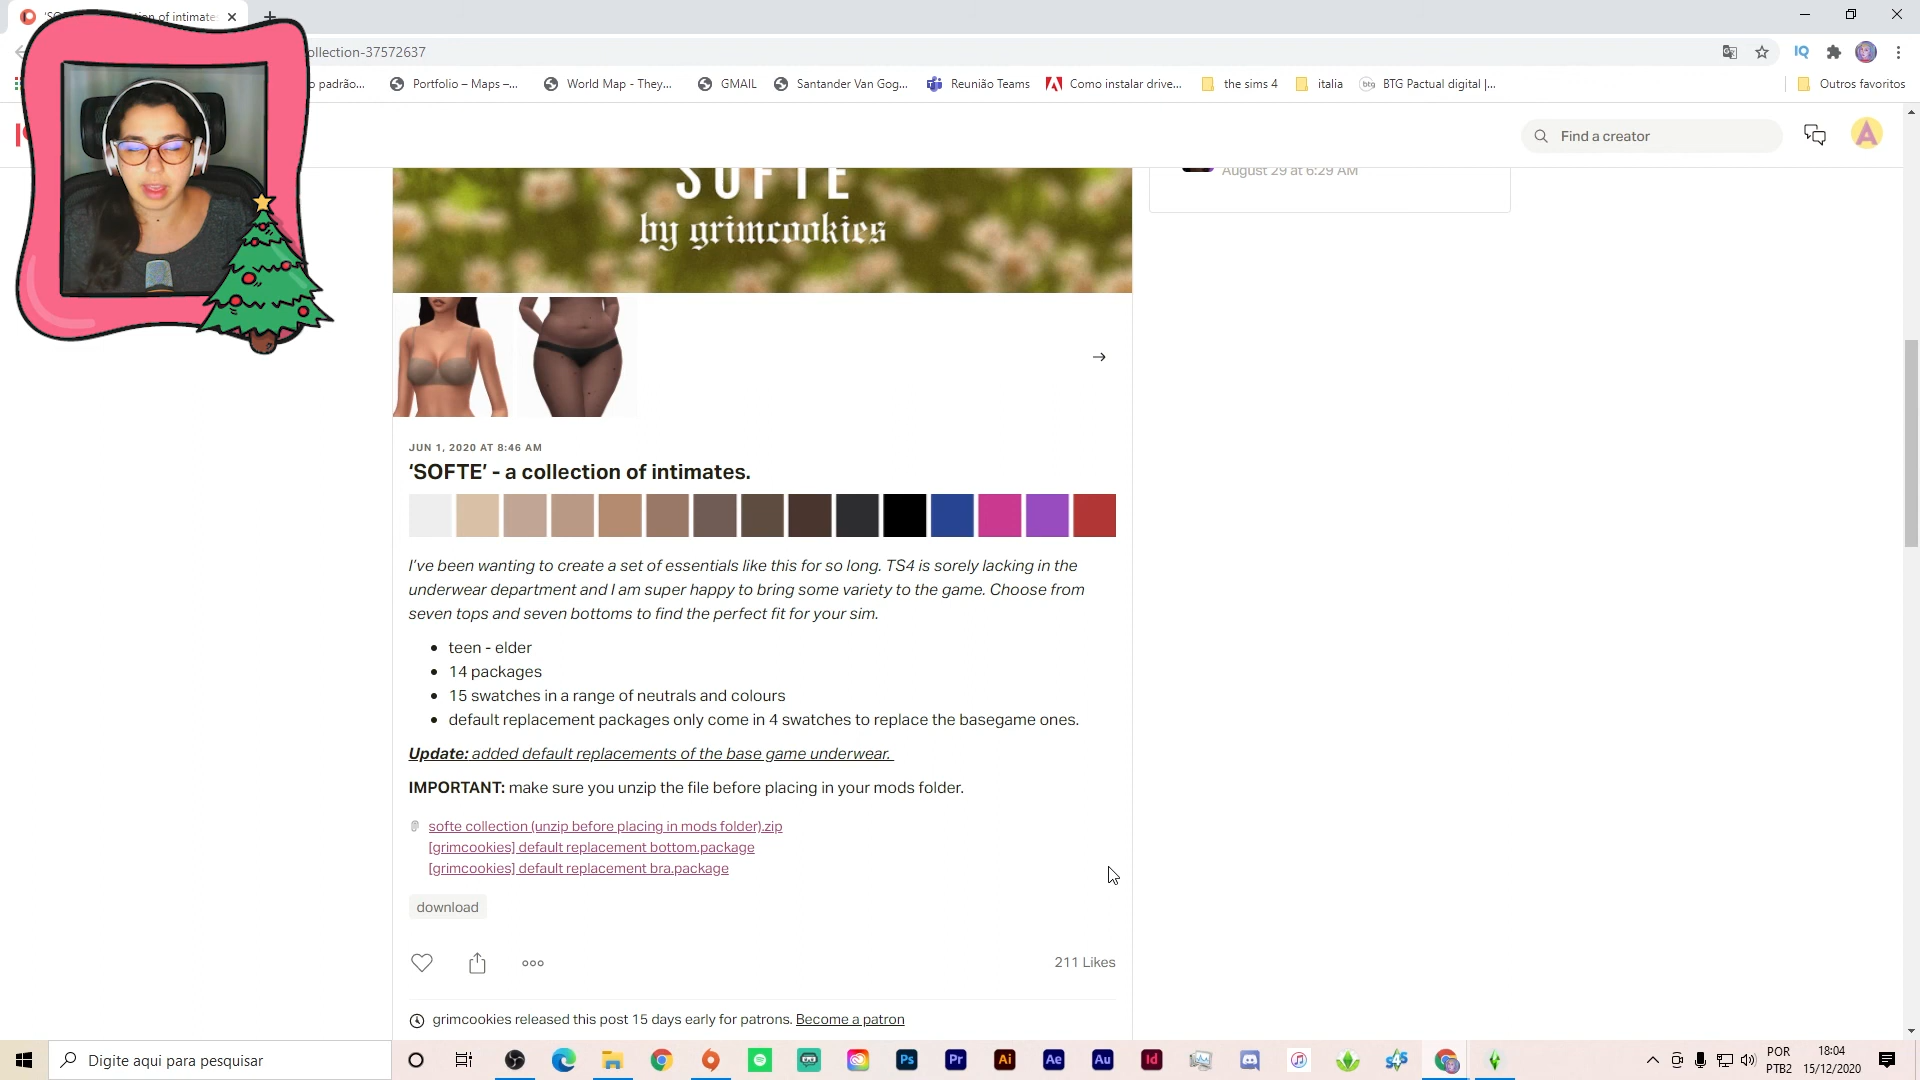 ollection-37572637
o padrão...
Portfolio – Maps –...
World Map - They...
GMAIL
Santander Van Gog...
Reunião Teams
Como instalar drive...
the sims 4
italia
BTG Pactual digital |...
Outros favoritos
Find a creator
A
August 29 at 6:29 AM
SOFTE
by grimcookies
JUN 1, 2020 AT 8:46 AM
‘SOFTE’ - a collection of intimates.
I’ve been wanting to create a set of essentials like this for so long. TS4 is sorely lacking in the
underwear department and I am super happy to bring some variety to the game. Choose from
seven tops and seven bottoms to find the perfect fit for your sim.
teen - elder
14 packages
15 swatches in a range of neutrals and colours
default replacement packages only come in 4 swatches to replace the basegame ones.
Update: added default replacements of the base game underwear.
IMPORTANT: make sure you unzip the file before placing in your mods folder.
softe collection (unzip before placing in mods folder).zip
[grimcookies] default replacement bottom.package
[grimcookies] default replacement bra.package
download
211 Likes
grimcookies released this post 15 days early for patrons. Become a patron
Digite aqui para pesquisar
Ps
Pr
Ai
Ae
Au
Id
POR
PTB2
18:04
15/12/2020